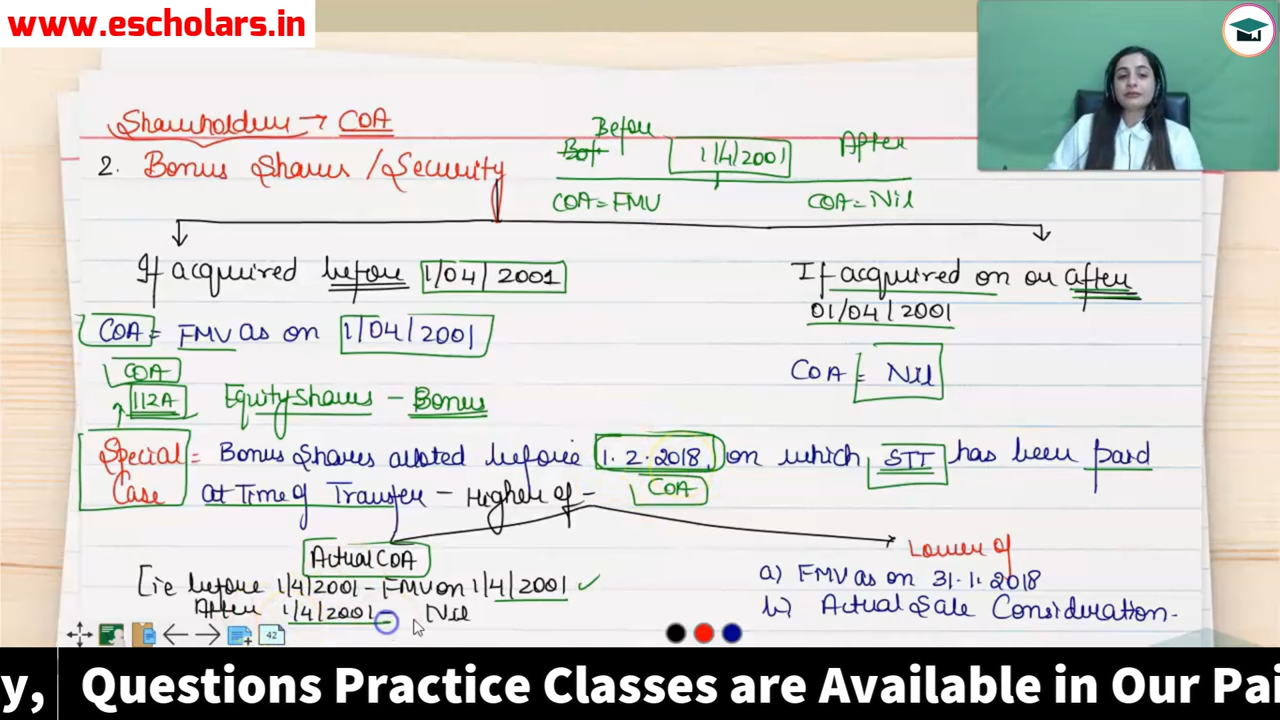 www.escholars.in
Shareholders → COA
2. Bonus Shares / Security
Before
1/4/2001
After
COA = FMV
COA = Nil
If acquired before 1/04/2001
If acquired on or after
01/04/2001
COA = FMV as on 1/04/2001
COA = Nil
COA
112A
Equity Shares - Bonus
Special = Bonus Shares alloted before 1.2.2018, on which STT has been paid
Case at Time of Transfer - Higher of -
COA
Actual COA
Lower of
[ie before 1/4/2001 - FMV on 1/4/2001 ✓
After 1/4/2001 - Nil
a) FMV as on 31.1.2018
b) Actual Sale Consideration.
42
y, Questions Practice Classes are Available in Our Pai